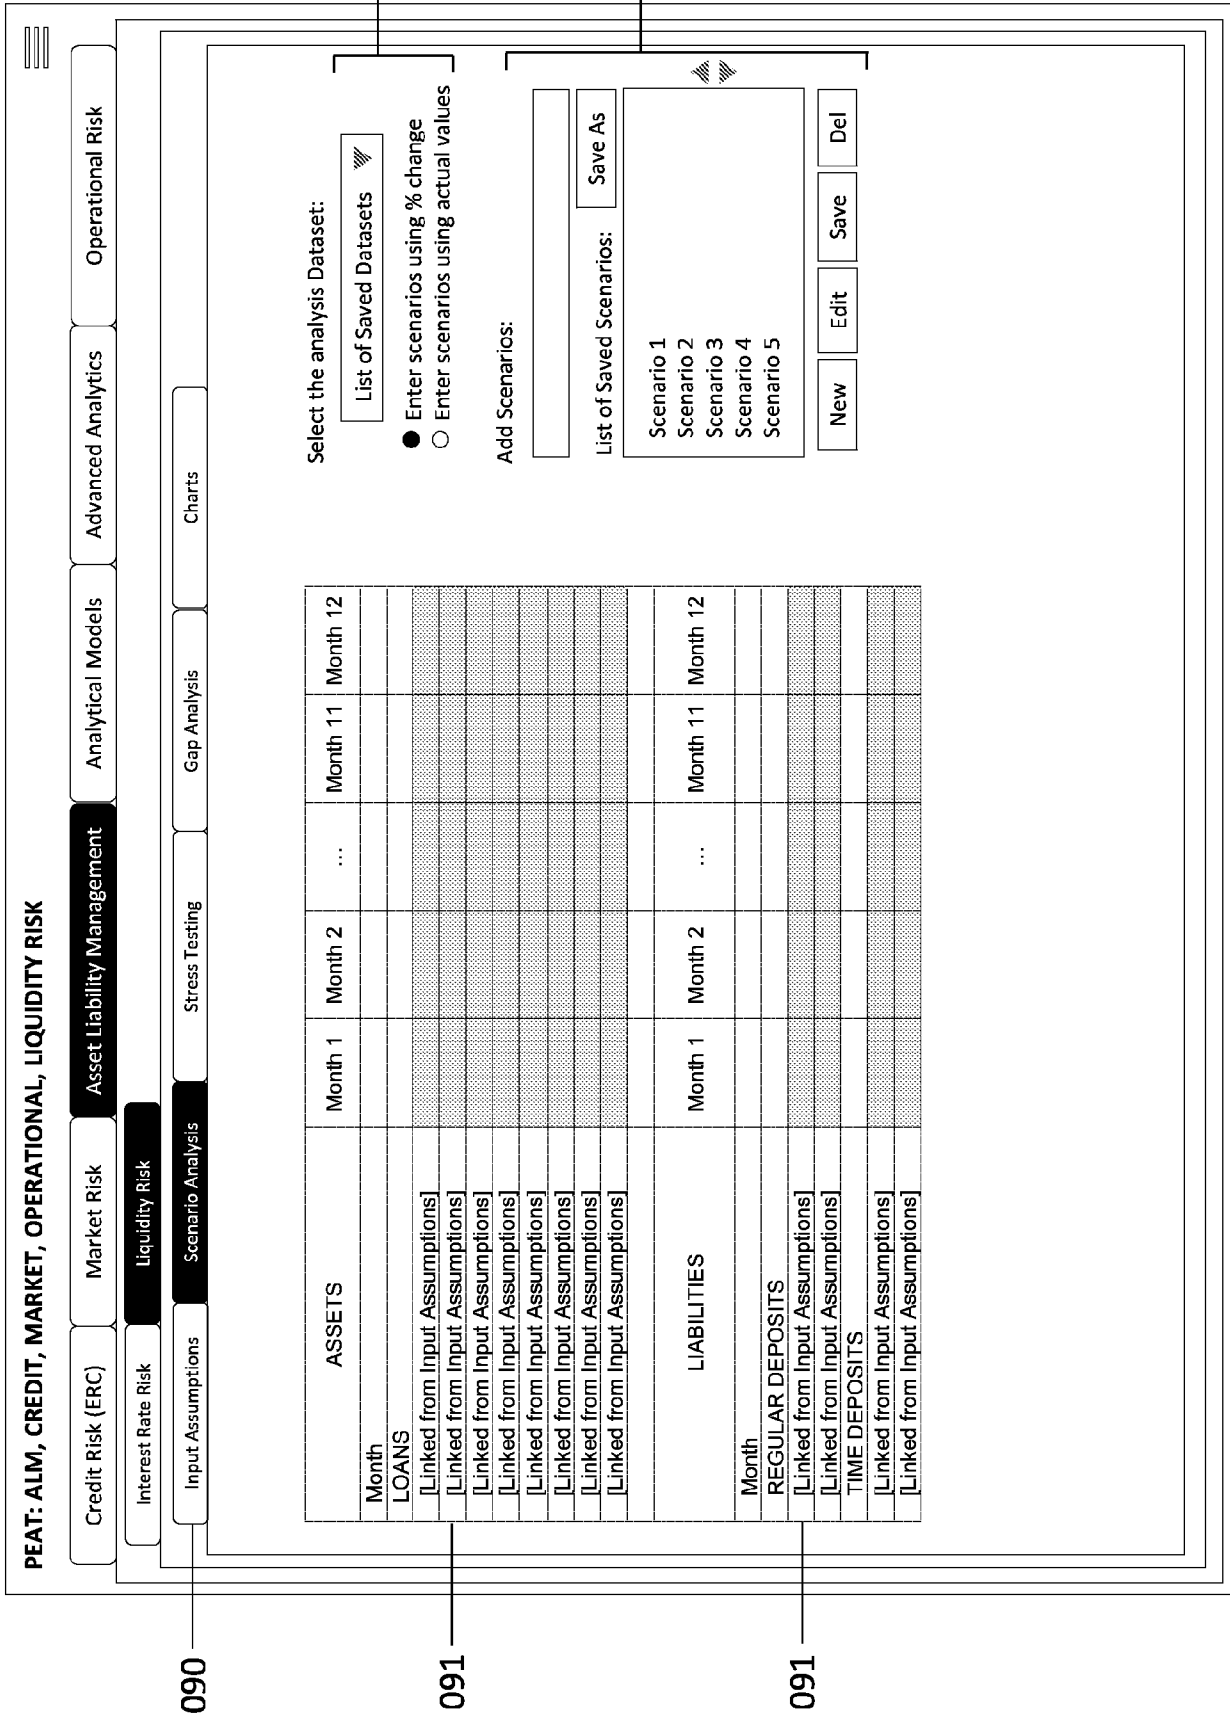 PEAT: ALM, CREDIT, MARKET, OPERATIONAL, LIQUIDITY RISK
Credit Risk (ERC) Market Risk Asset Liability Management Analytical Models Advanced Analytics Operational Risk
Interest Rate Risk Liquidity Risk
090 Input Assumptions Scenario Analysis Stress Testing Gap Analysis Charts
ASSETS Month 1 Month 2 ... Month 11 Month 12
Month
LOANS
[Linked from Input Assumptions]
091 [Linked from Input Assumptions]
[Linked from Input Assumptions]
[Linked from Input Assumptions]
[Linked from Input Assumptions]
[Linked from Input Assumptions]
[Linked from Input Assumptions]
[Linked from Input Assumptions]
LIABILITIES Month 1 Month 2 ... Month 11 Month 12
Month
REGULAR DEPOSITS
091 [Linked from Input Assumptions]
[Linked from Input Assumptions]
TIME DEPOSITS
[Linked from Input Assumptions]
[Linked from Input Assumptions]
Select the analysis Dataset:
List of Saved Datasets
Enter scenarios using % change
Enter scenarios using actual values
Add Scenarios:
Save As
List of Saved Scenarios:
Scenario 1
Scenario 2
Scenario 3
Scenario 4
Scenario 5
New Edit Save Del